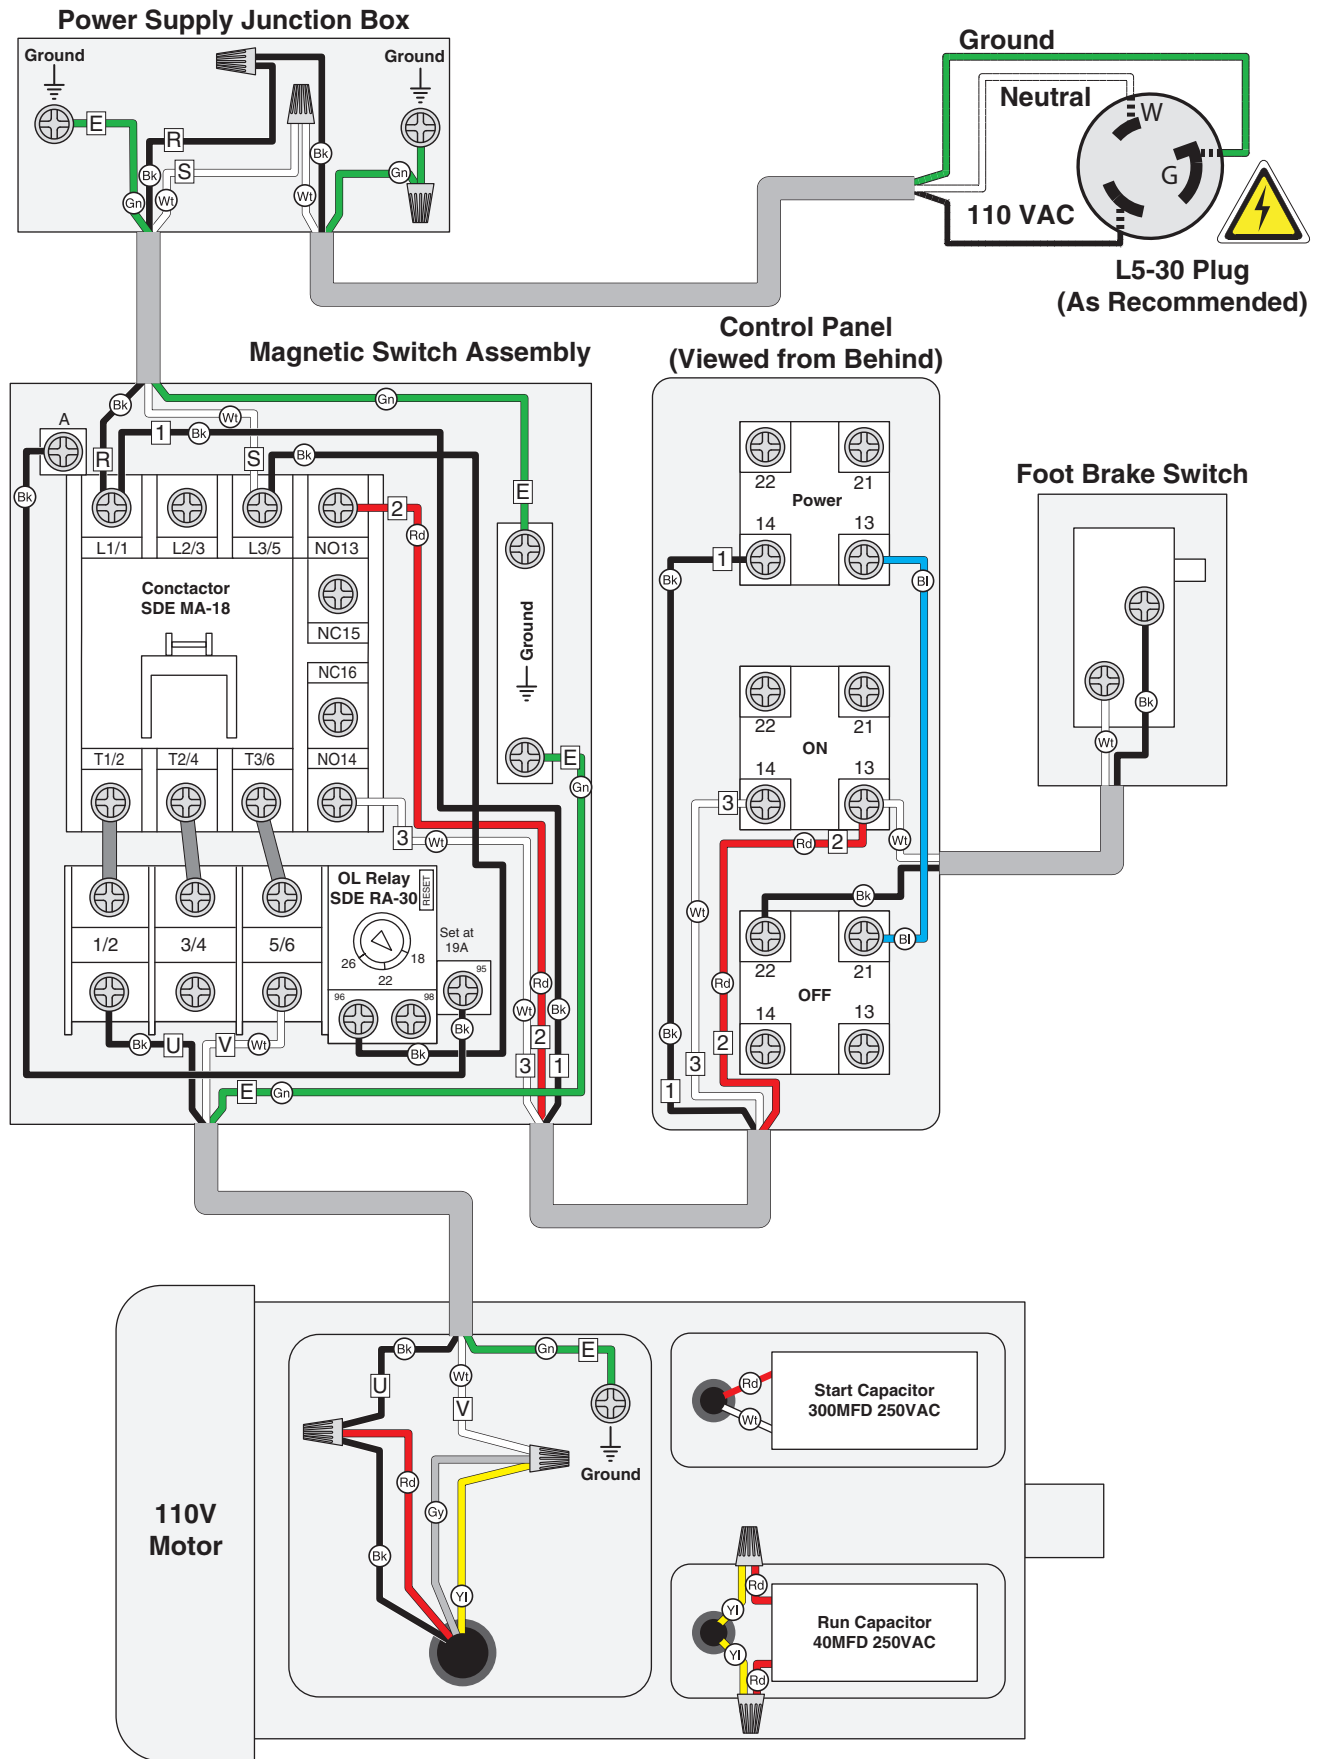 Power Supply Junction Box
Ground
Ground
E
R
S
Bk
Gn
Wt
Bk
Wt
Gn
Ground
Neutral
W
G
110 VAC
L5-30 Plug
(As Recommended)
Magnetic Switch Assembly
A
Bk
Wt
Gn
R
1
Bk
S
Bk
Bk
2
Rd
E
L1/1
L2/3
L3/5
NO13
Conctactor
SDE MA-18
NC15
NC16
Ground
T1/2
T2/4
T3/6
NO14
E
Gn
3
Wt
OL Relay
SDE RA-30
RESET
Set at
19A
26
18
22
1/2
3/4
5/6
96
98
95
Bk
U
V
Wt
Bk
Bk
Rd
Wt
Bk
2
3
1
E
Gn
Control Panel
(Viewed from Behind)
22
21
Power
14
13
1
Bk
Bl
22
21
ON
14
13
3
Rd
2
Wt
Bk
Wt
Bl
22
21
OFF
14
13
Rd
Bk
2
3
1
Foot Brake Switch
Bk
Wt
110V
Motor
Bk
Gn
E
U
Wt
V
Ground
Rd
Gy
Bk
Yl
Rd
Wt
Start Capacitor
300MFD 250VAC
Rd
Yl
Yl
Rd
Run Capacitor
40MFD 250VAC